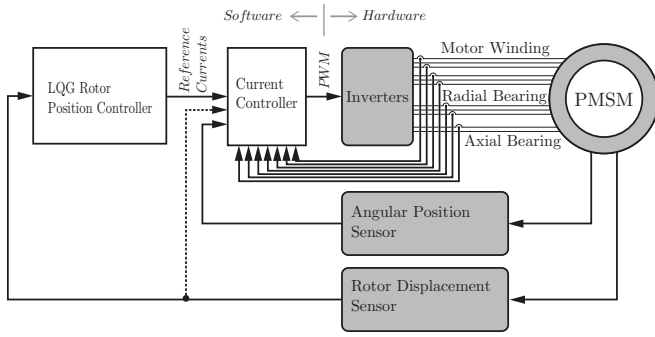 Software
Hardware
LQG Rotor
Position Controller
Reference
Currents
Current
Controller
PWM
Inverters
Motor Winding
Radial Bearing
Axial Bearing
PMSM
Angular Position
Sensor
Rotor Displacement
Sensor